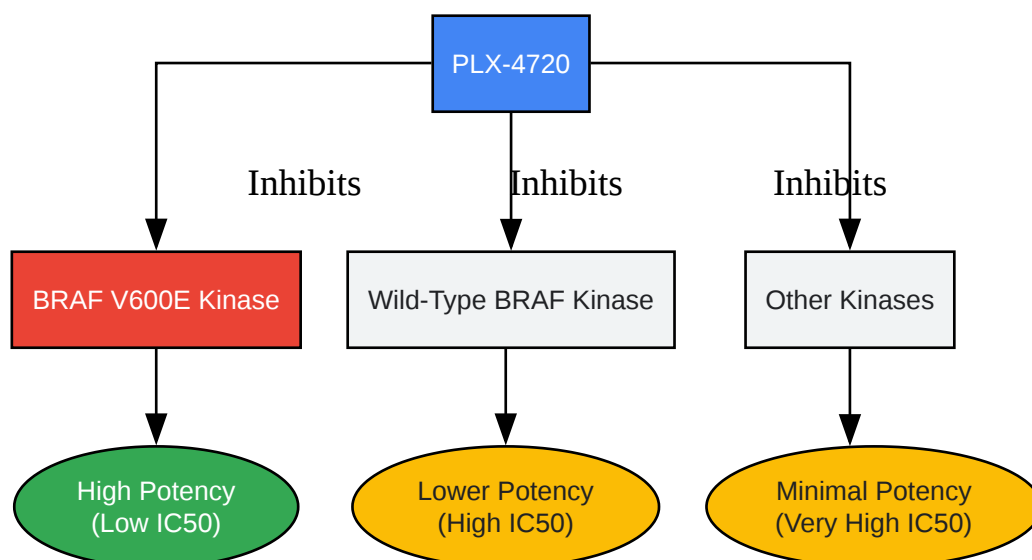 PLX-4720
Inhibits
Inhibits
Inhibits
BRAF V600E Kinase
Wild-Type BRAF Kinase
Other Kinases
High Potency
(Low IC50)
Lower Potency
(High IC50)
Minimal Potency
(Very High IC50)